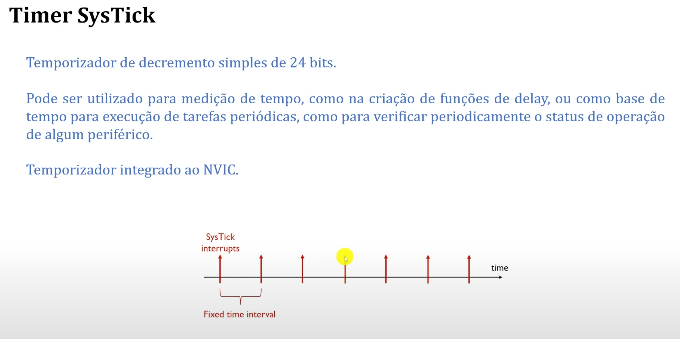 Timer SysTick
Temporizador de decremento simples de 24 bits.
Pode ser utilizado para medição de tempo, como na criação de funções de delay, ou como base de
tempo para execução de tarefas periódicas, como para verificar periodicamente o status de operação
de algum periférico.
Temporizador integrado ao NVIC.
SysTick
interrupts
time
Fixed time interval